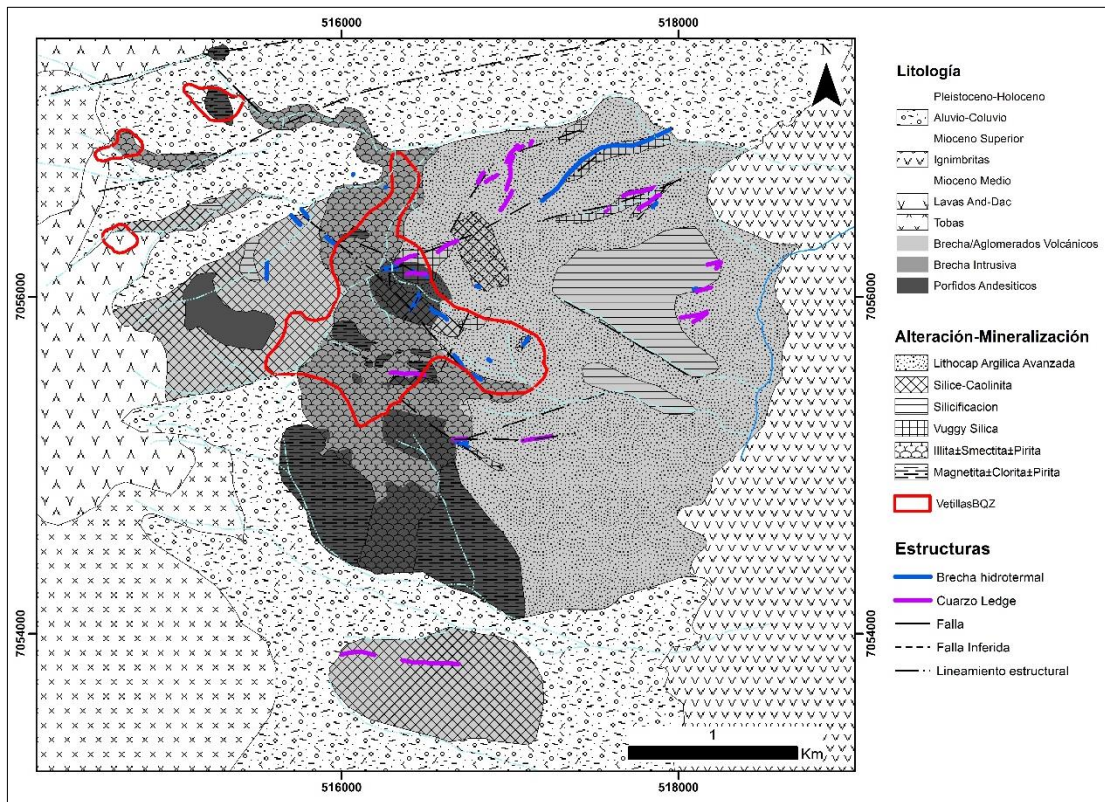 516000
518000
N
7056000
7056000
7054000
7054000
1
Km
516000
518000
Litología
Pleistoceno-Holoceno
Aluvio-Coluvio
Mioceno Superior
Ignimbritas
Mioceno Medio
Lavas And-Dac
Tobas
Brecha/Aglomerados Volcánicos
Brecha Intrusiva
Porfidos Andesiticos
Alteración-Mineralización
Lithocap Argilica Avanzada
Silice-Caolinita
Silicificacion
Vuggy Silica
Illita±Smectita±Pirita
Magnetita±Clorita±Pirita
VetillasBQZ
Estructuras
Brecha hidrotermal
Cuarzo Ledge
Falla
Falla Inferida
Lineamiento estructural